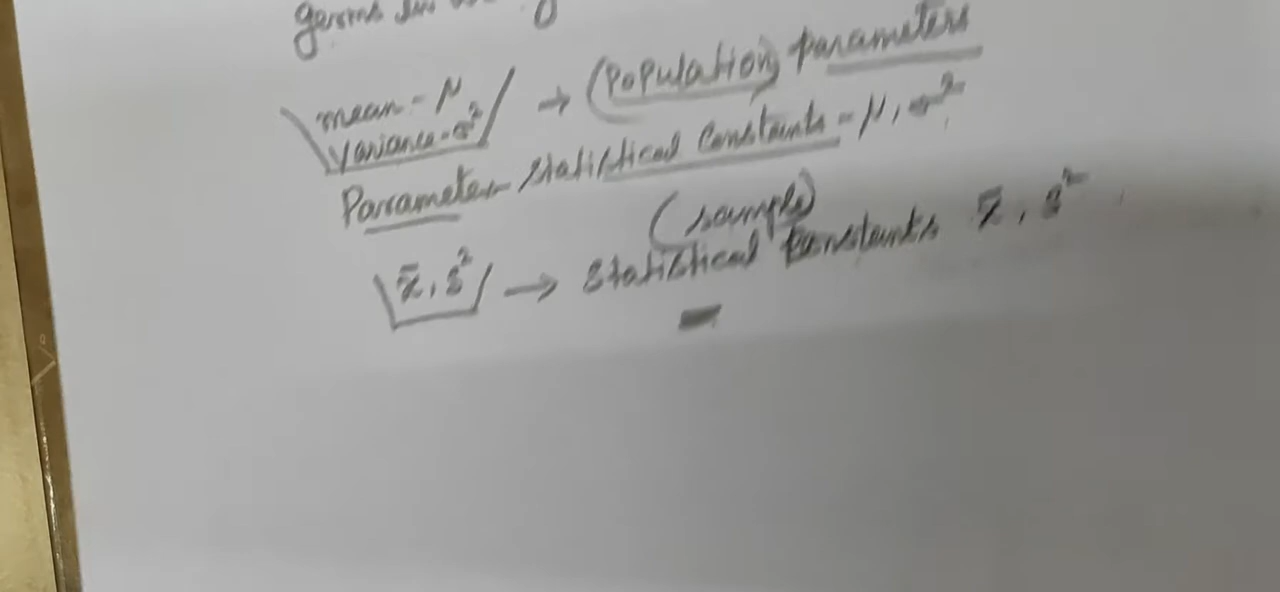 mean - μ → (Population) parameters
variance - σ²
Parameter - statistical constants - μ, σ²
(sample)
x̄, s² → Statistical constants x̄, s²